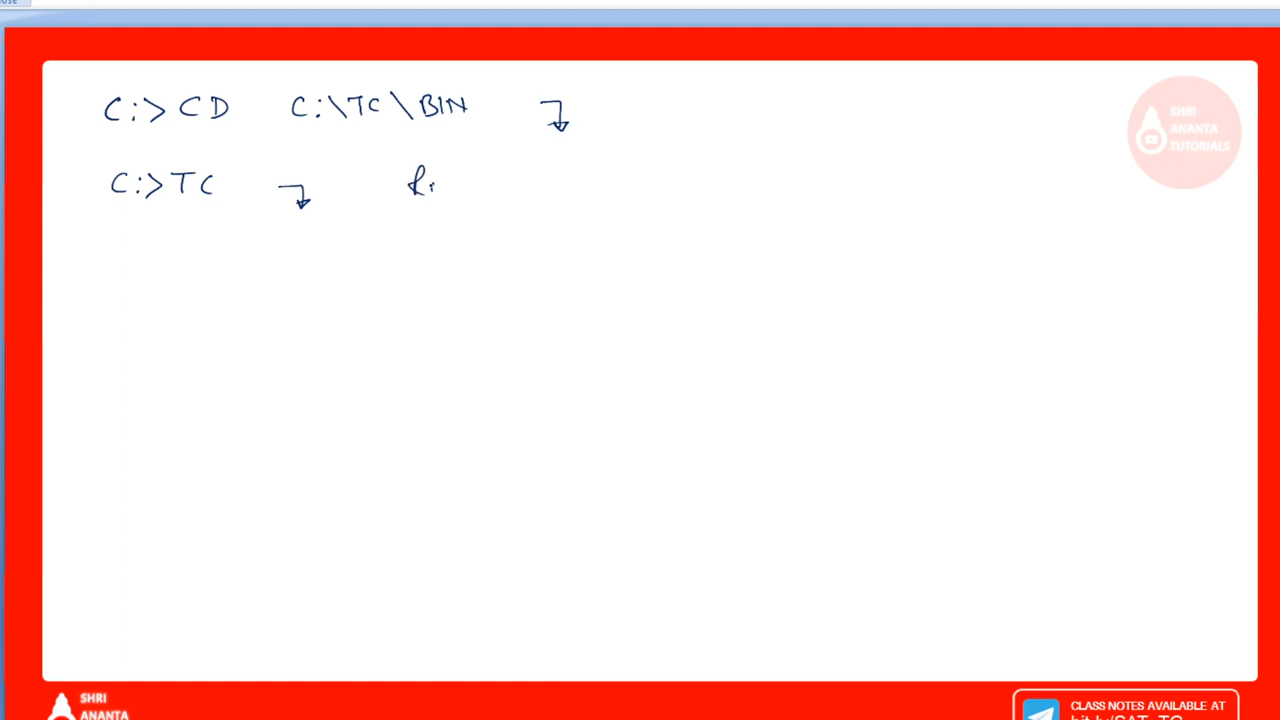 C:> CD C:\TC\BIN
C:> TC
SHRI
ANANTA
TUTORIALS
SHRI
ANANTA
CLASS NOTES AVAILABLE AT